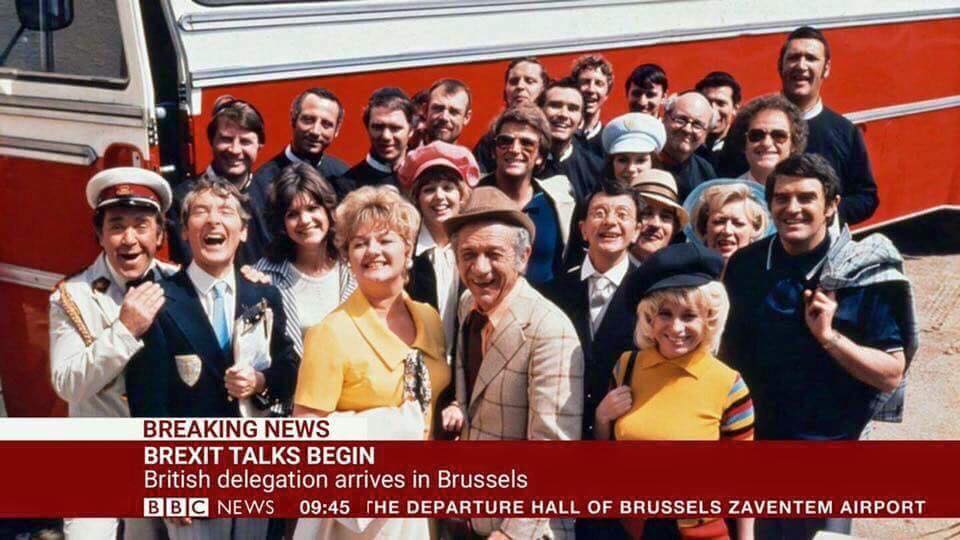 BREAKING NEWS
BREXIT TALKS BEGIN
British delegation arrives in Brussels
BBC NEWS 09:45 THE DEPARTURE HALL OF BRUSSELS ZAVENTEM AIRPORT